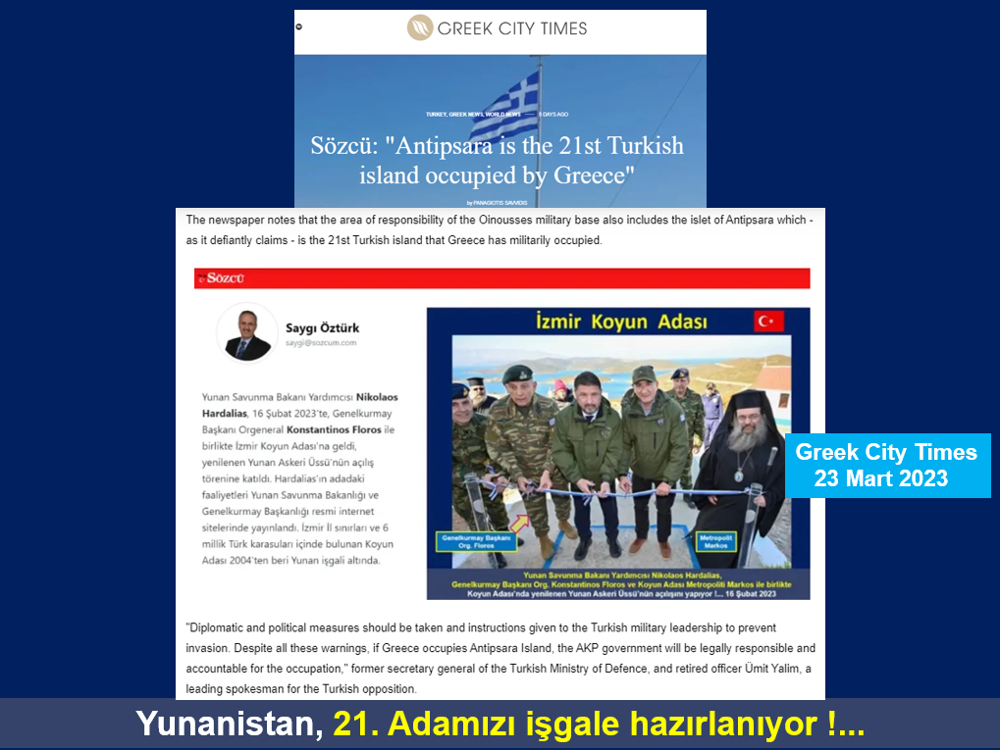 GREEK CITY TIMES
TURKEY, GREEK NEWS, WORLD NEWS — 5 DAYS AGO
Sözcü: "Antipsara is the 21st Turkish
island occupied by Greece"
by PANAGIOTIS SAVVIDIS
The newspaper notes that the area of responsibility of the Oinousses military base also includes the islet of Antipsara which -
as it defiantly claims - is the 21st Turkish island that Greece has militarily occupied.
SÖZCÜ
Saygı Öztürk
saygi@sozcum.com
Yunan Savunma Bakanı Yardımcısı Nikolaos
Hardalias, 16 Şubat 2023'te, Genelkurmay
Başkanı Orgeneral Konstantinos Floros ile
birlikte İzmir Koyun Adası'na geldi,
yenilenen Yunan Askeri Üssü'nün açılış
törenine katıldı. Hardalias'ın adadaki
faaliyetleri Yunan Savunma Bakanlığı ve
Genelkurmay Başkanlığı resmi internet
sitelerinde yayınlandı. İzmir İl sınırları ve 6
millik Türk karasuları içinde bulunan Koyun
Adası 2004'ten beri Yunan işgali altında.
İzmir Koyun Adası
Genelkurmay Başkanı
Org. Floros
Metropolit
Markos
Yunan Savunma Bakanı Yardımcısı Nikolaos Hardalias,
Genelkurmay Başkanı Org. Konstantinos Floros ve Koyun Adası Metropoliti Markos ile birlikte
Koyun Adası'nda yenilenen Yunan Askeri Üssü'nün açılışını yapıyor !... 16 Şubat 2023
Greek City Times
23 Mart 2023
"Diplomatic and political measures should be taken and instructions given to the Turkish military leadership to prevent
invasion. Despite all these warnings, if Greece occupies Antipsara Island, the AKP government will be legally responsible and
accountable for the occupation," former secretary general of the Turkish Ministry of Defence, and retired officer Ümit Yalim, a
leading spokesman for the Turkish opposition.
Yunanistan, 21. Adamızı işgale hazırlanıyor !...